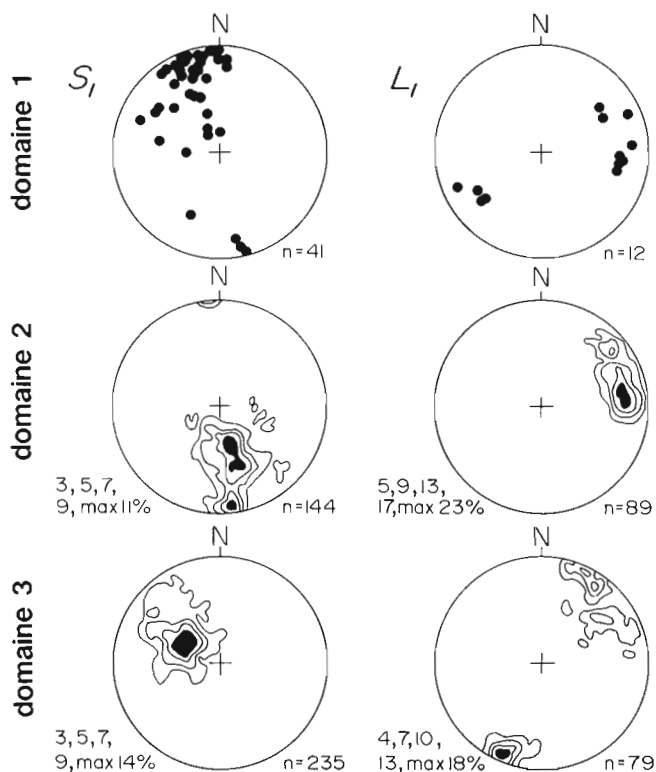 N
N
S₁
L₁
domaine 1
n=41
n=12
N
N
domaine 2
3, 5, 7,
9, max 11%
n=144
5, 9, 13,
17, max 23%
n=89
N
N
domaine 3
3, 5, 7,
9, max 14%
n=235
4, 7, 10,
13, max 18%
n=79